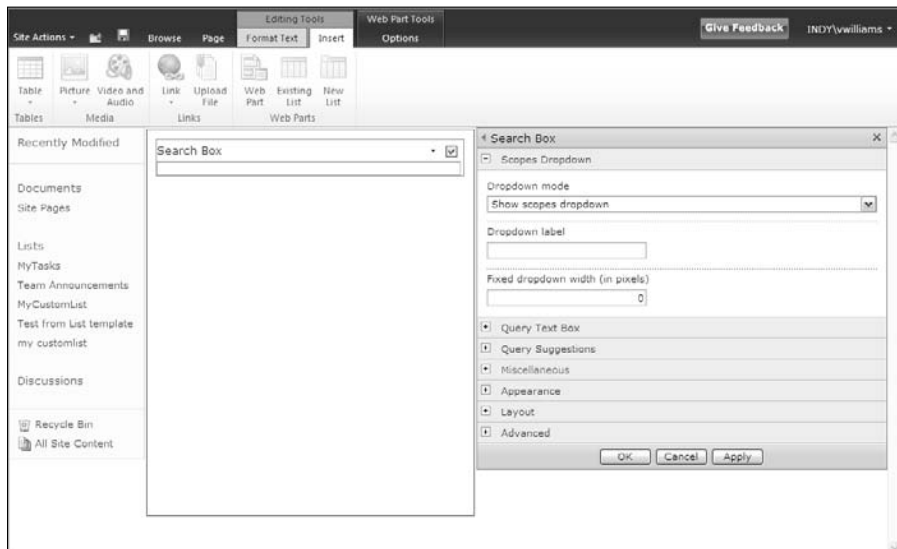 Editing Tools
Web Part Tools
Site Actions
Browse
Page
Format Text
Insert
Options
Give Feedback
INDY\vwilliams
Table
Picture
Video and Audio
Link
Upload File
Web Part
Existing List
New List
Tables
Media
Links
Web Parts
Recently Modified
Documents
Site Pages
Lists
MyTasks
Team Announcements
MyCustomList
Test from List template
my customlist
Discussions
Recycle Bin
All Site Content
Search Box
Search Box
Scopes Dropdown
Dropdown mode
Show scopes dropdown
Dropdown label
Fixed dropdown width (in pixels)
0
Query Text Box
Query Suggestions
Miscellaneous
Appearance
Layout
Advanced
OK
Cancel
Apply